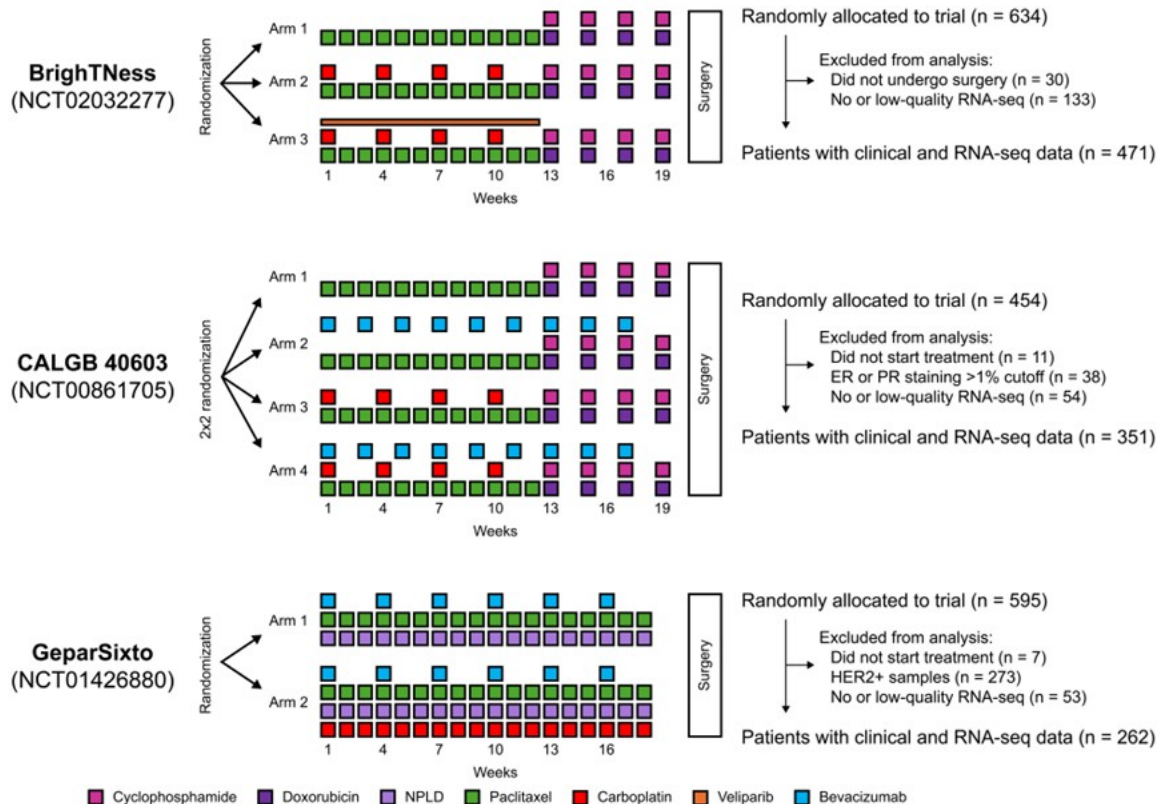 BrighTNess
(NCT02032277)
Randomization
Arm 1
Arm 2
Arm 3
1 4 7 10 13 16 19
Weeks
Surgery
Randomly allocated to trial (n = 634)
Excluded from analysis:
Did not undergo surgery (n = 30)
No or low-quality RNA-seq (n = 133)
Patients with clinical and RNA-seq data (n = 471)
CALGB 40603
(NCT00861705)
2x2 randomization
Arm 1
Arm 2
Arm 3
Arm 4
1 4 7 10 13 16 19
Weeks
Surgery
Randomly allocated to trial (n = 454)
Excluded from analysis:
Did not start treatment (n = 11)
ER or PR staining >1% cutoff (n = 38)
No or low-quality RNA-seq (n = 54)
Patients with clinical and RNA-seq data (n = 351)
GeparSixto
(NCT01426880)
Randomization
Arm 1
Arm 2
1 4 7 10 13 16
Weeks
Surgery
Randomly allocated to trial (n = 595)
Excluded from analysis:
Did not start treatment (n = 7)
HER2+ samples (n = 273)
No or low-quality RNA-seq (n = 53)
Patients with clinical and RNA-seq data (n = 262)
Cyclophosphamide Doxorubicin NPLD Paclitaxel Carboplatin Veliparib Bevacizumab